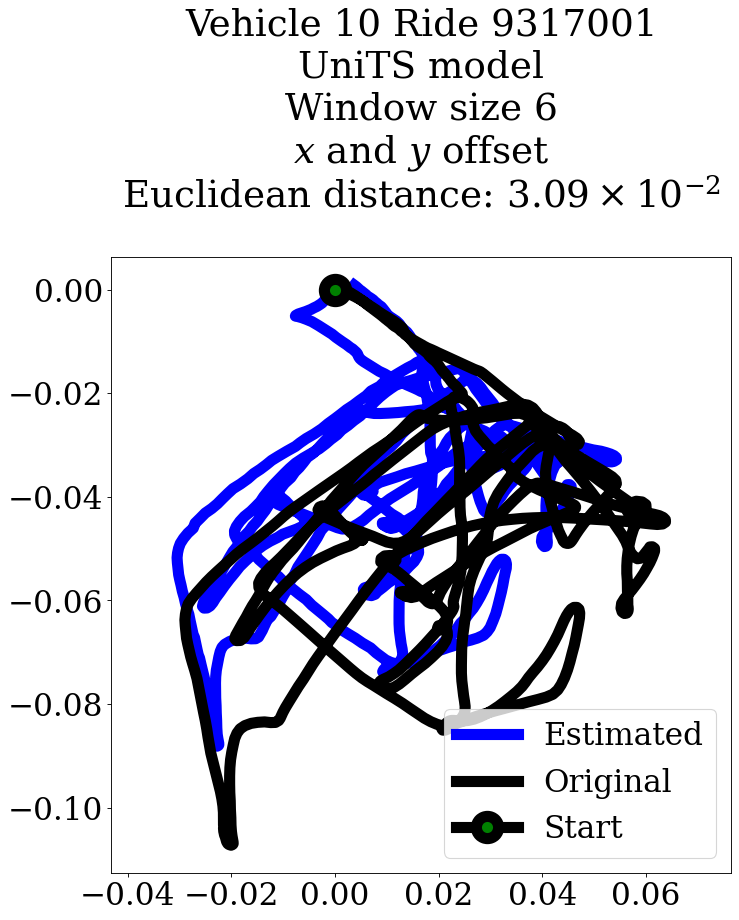 Vehicle 10 Ride 9317001
UniTS model
Window size 6
x and y offset
Euclidean distance: 3.09 × 10⁻²
0.00
−0.02
−0.04
−0.06
−0.08
−0.10
Estimated
Original
Start
−0.04 −0.02 0.00 0.02 0.04 0.06